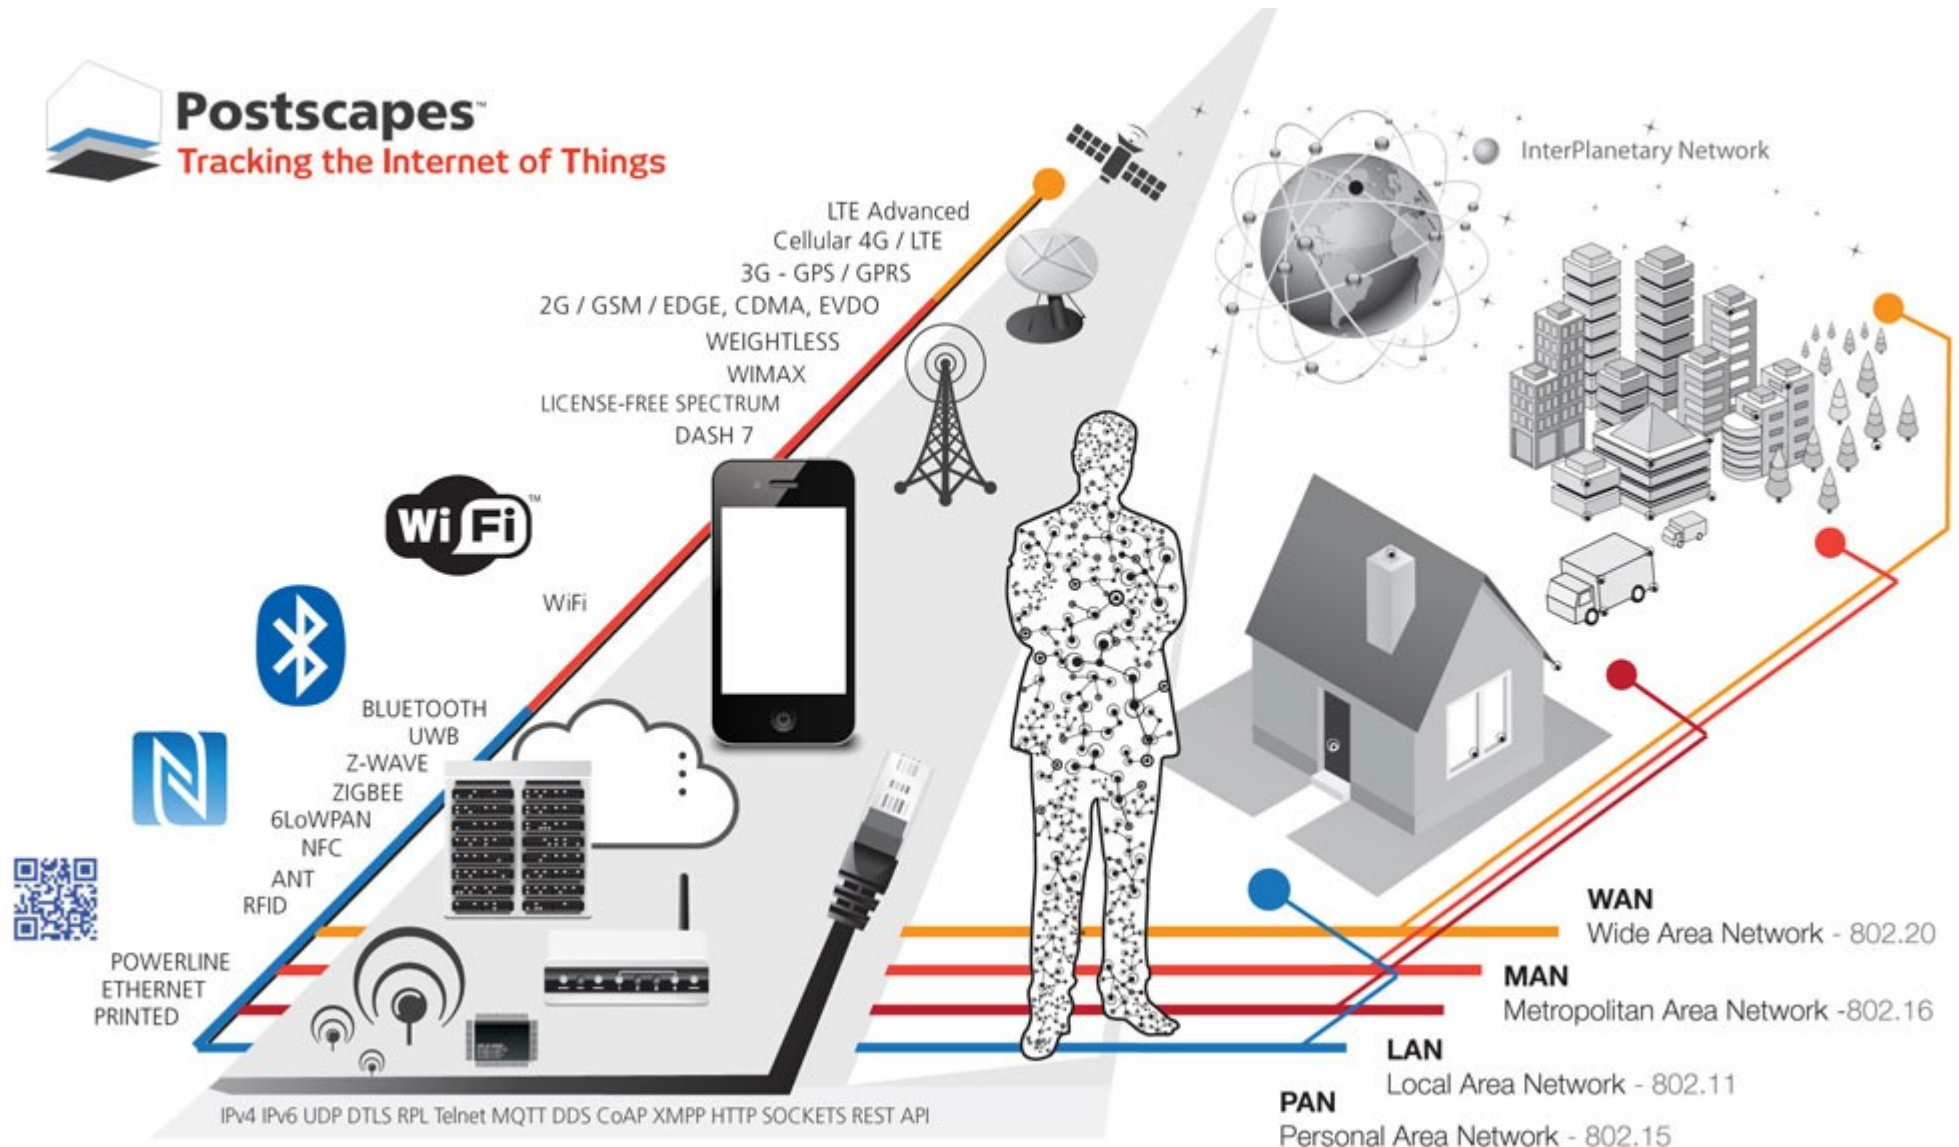 Postscapes™
Tracking the Internet of Things
InterPlanetary Network
LTE Advanced
Cellular 4G / LTE
3G - GPS / GPRS
2G / GSM / EDGE, CDMA, EVDO
WEIGHTLESS
WIMAX
LICENSE-FREE SPECTRUM
DASH 7
Wi Fi™
WiFi
BLUETOOTH
UWB
Z-WAVE
ZIGBEE
6LoWPAN
NFC
ANT
RFID
POWERLINE
ETHERNET
PRINTED
WAN
Wide Area Network - 802.20
MAN
Metropolitan Area Network -802.16
LAN
Local Area Network - 802.11
PAN
Personal Area Network - 802.15
IPv4 IPv6 UDP DTLS RPL Telnet MQTT DDS CoAP XMPP HTTP SOCKETS REST API